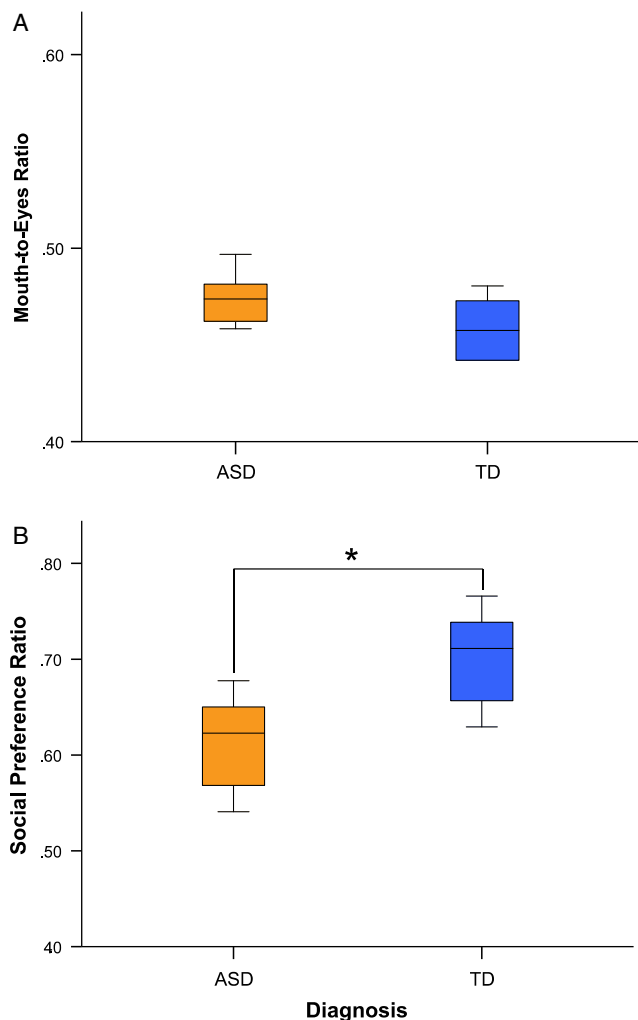 A
.60
.50
.40
Mouth-to-Eyes Ratio
ASD TD
B
*
.80
.70
.60
.50
40
Social Preference Ratio
ASD TD
Diagnosis